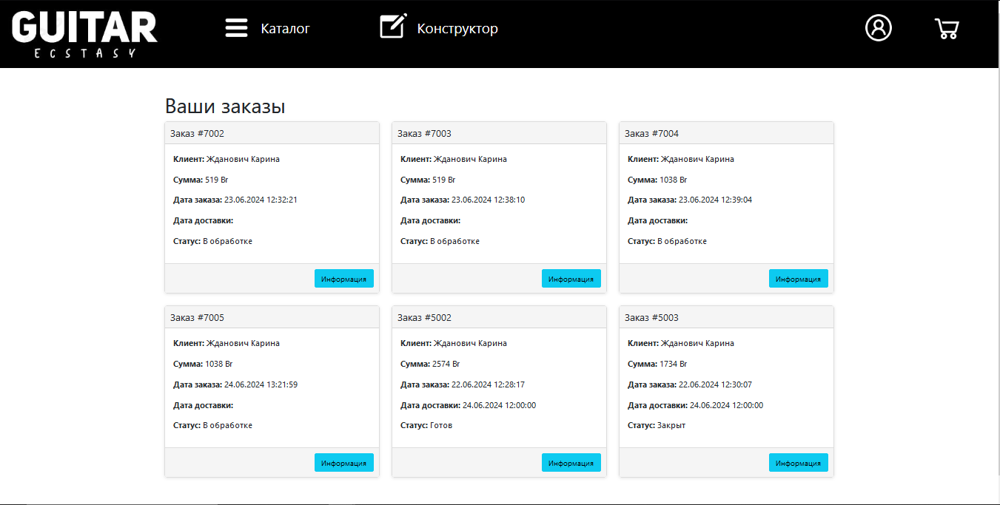 GUITAR
ECSTASY
Каталог
Конструктор
Ваши заказы
Заказ #7002
Клиент: Жданович Карина
Сумма: 519 Br
Дата заказа: 23.06.2024 12:32:21
Дата доставки:
Статус: В обработке
Информация
Заказ #7003
Клиент: Жданович Карина
Сумма: 519 Br
Дата заказа: 23.06.2024 12:38:10
Дата доставки:
Статус: В обработке
Информация
Заказ #7004
Клиент: Жданович Карина
Сумма: 1038 Br
Дата заказа: 23.06.2024 12:39:04
Дата доставки:
Статус: В обработке
Информация
Заказ #7005
Клиент: Жданович Карина
Сумма: 1038 Br
Дата заказа: 24.06.2024 13:21:59
Дата доставки:
Статус: В обработке
Информация
Заказ #5002
Клиент: Жданович Карина
Сумма: 2574 Br
Дата заказа: 22.06.2024 12:28:17
Дата доставки: 24.06.2024 12:00:00
Статус: Готов
Информация
Заказ #5003
Клиент: Жданович Карина
Сумма: 1734 Br
Дата заказа: 22.06.2024 12:30:07
Дата доставки: 24.06.2024 12:00:00
Статус: Закрыт
Информация